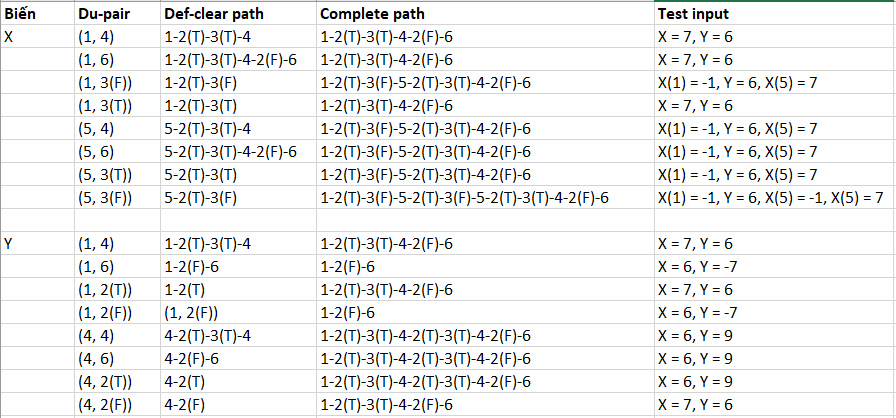 Biến Du-pair Def-clear path Complete path Test input
X (1, 4) 1-2(T)-3(T)-4 1-2(T)-3(T)-4-2(F)-6 X = 7, Y = 6
(1, 6) 1-2(T)-3(T)-4-2(F)-6 1-2(T)-3(T)-4-2(F)-6 X = 7, Y = 6
(1, 3(F)) 1-2(T)-3(F) 1-2(T)-3(F)-5-2(T)-3(T)-4-2(F)-6 X(1) = -1, Y = 6, X(5) = 7
(1, 3(T)) 1-2(T)-3(T) 1-2(T)-3(T)-4-2(F)-6 X = 7, Y = 6
(5, 4) 5-2(T)-3(T)-4 1-2(T)-3(F)-5-2(T)-3(T)-4-2(F)-6 X(1) = -1, Y = 6, X(5) = 7
(5, 6) 5-2(T)-3(T)-4-2(F)-6 1-2(T)-3(F)-5-2(T)-3(T)-4-2(F)-6 X(1) = -1, Y = 6, X(5) = 7
(5, 3(T)) 5-2(T)-3(T) 1-2(T)-3(F)-5-2(T)-3(T)-4-2(F)-6 X(1) = -1, Y = 6, X(5) = 7
(5, 3(F)) 5-2(T)-3(F) 1-2(T)-3(F)-5-2(T)-3(F)-5-2(T)-3(T)-4-2(F)-6 X(1) = -1, Y = 6, X(5) = -1, X(5) = 7
Y (1, 4) 1-2(T)-3(T)-4 1-2(T)-3(T)-4-2(F)-6 X = 7, Y = 6
(1, 6) 1-2(F)-6 1-2(F)-6 X = 6, Y = -7
(1, 2(T)) 1-2(T) 1-2(T)-3(T)-4-2(F)-6 X = 7, Y = 6
(1, 2(F)) (1, 2(F)) 1-2(F)-6 X = 6, Y = -7
(4, 4) 4-2(T)-3(T)-4 1-2(T)-3(T)-4-2(T)-3(T)-4-2(F)-6 X = 6, Y = 9
(4, 6) 4-2(F)-6 1-2(T)-3(T)-4-2(T)-3(T)-4-2(F)-6 X = 6, Y = 9
(4, 2(T)) 4-2(T) 1-2(T)-3(T)-4-2(T)-3(T)-4-2(F)-6 X = 6, Y = 9
(4, 2(F)) 4-2(F) 1-2(T)-3(T)-4-2(F)-6 X = 7, Y = 6